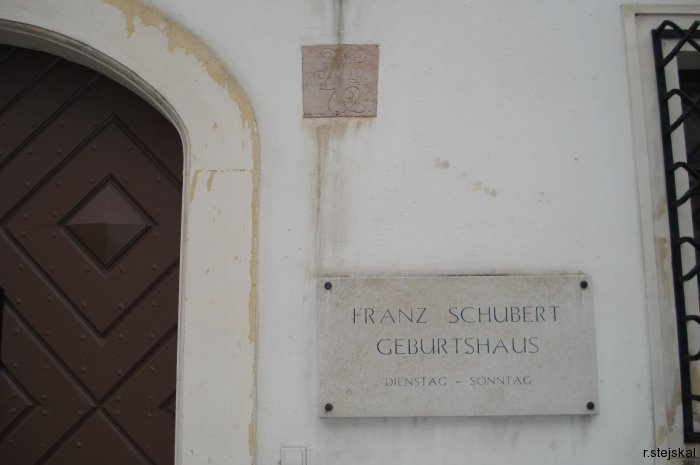 FRANZ SCHUBERT
GEBURTSHAUS
DIENSTAG – SONNTAG
r.stejskal